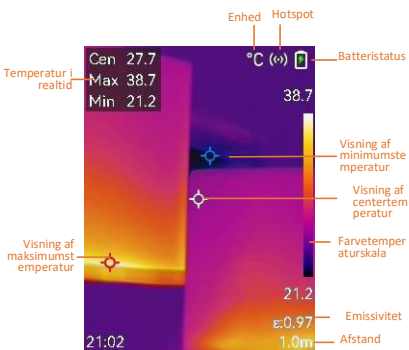 Enhed
Hotspot
Cen 27.7
Max 38.7
Min 21.2
°C
Batteristatus
Temperatur i
realtid
38.7
Visning af
minimumste
mperatur
Visning af
centertem
peratur
Visning af
maksimumst
emperatur
Farvetemper
aturskala
21.2
Emissivitet
ε:0.97
21:02
1.0m
Afstand